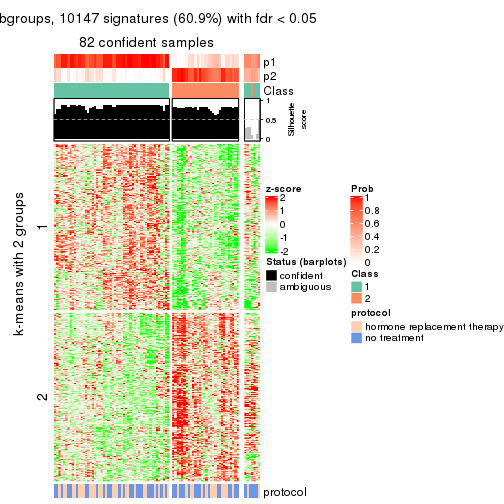 bgroups, 10147 signatures (60.9%) with fdr < 0.05
82 confident samples
p1
p2
Class
1
0.5
0
Silhouette
score
k-means with 2 groups
1
2
z-score
2
1
0
-1
-2
Status (barplots)
confident
ambiguous
Prob
1
0.8
0.6
0.4
0.2
0
Class
1
2
protocol
hormone replacement therapy
no treatment
protocol